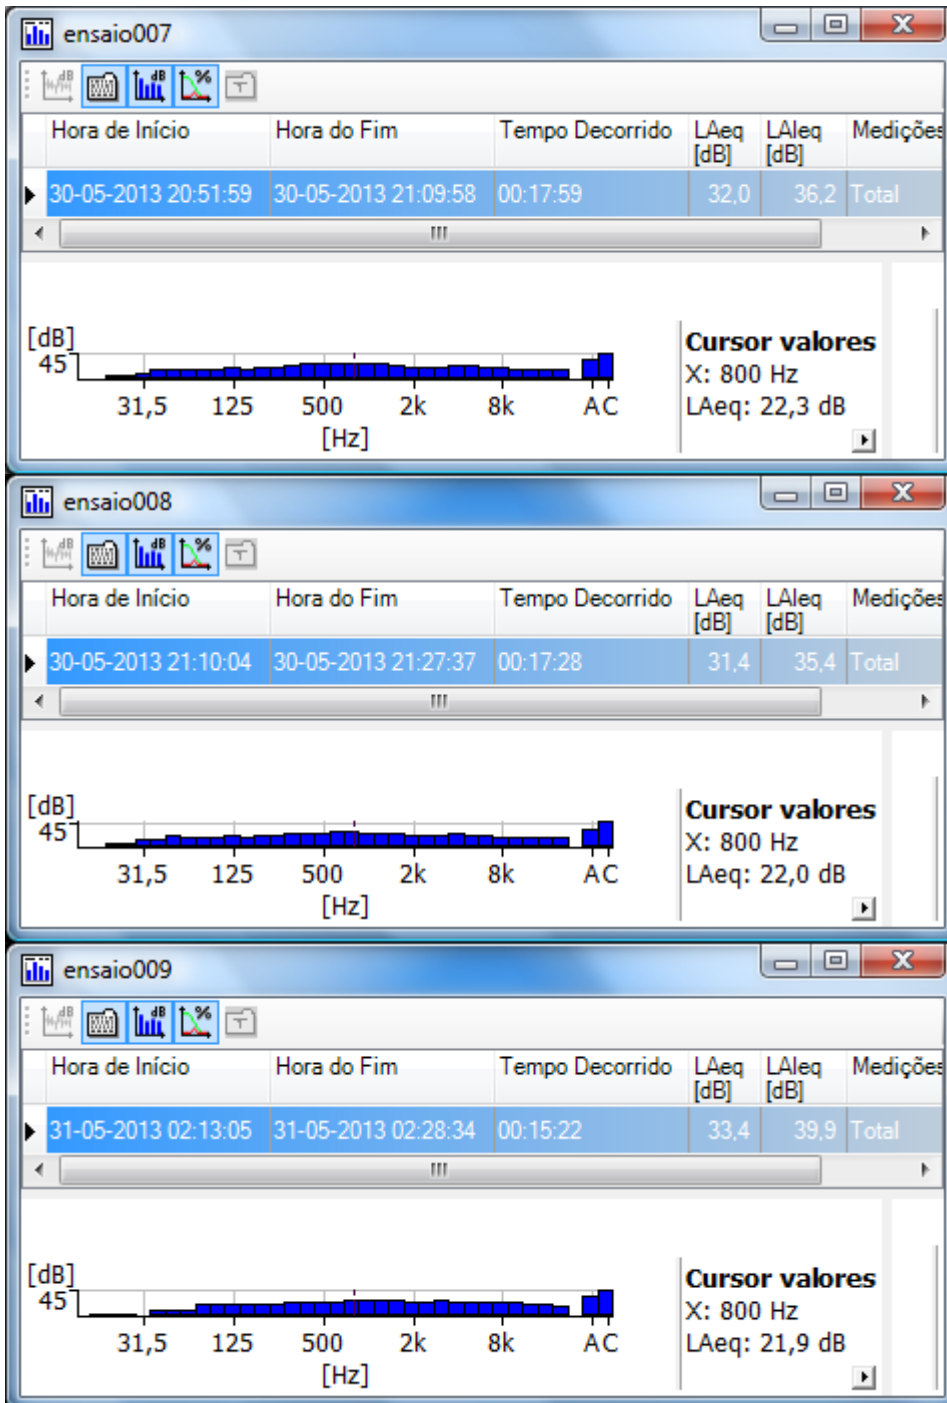 ensaio007
Hora de Início Hora do Fim Tempo Decorrido LAeq [dB] LAIeq [dB] Medições
30-05-2013 20:51:59 30-05-2013 21:09:58 00:17:59 32,0 36,2 Total
[dB]
45
31,5 125 500 2k 8k A C
[Hz]
Cursor valores
X: 800 Hz
LAeq: 22,3 dB
ensaio008
Hora de Início Hora do Fim Tempo Decorrido LAeq [dB] LAIeq [dB] Medições
30-05-2013 21:10:04 30-05-2013 21:27:37 00:17:28 31,4 35,4 Total
[dB]
45
31,5 125 500 2k 8k A C
[Hz]
Cursor valores
X: 800 Hz
LAeq: 22,0 dB
ensaio009
Hora de Início Hora do Fim Tempo Decorrido LAeq [dB] LAIeq [dB] Medições
31-05-2013 02:13:05 31-05-2013 02:28:34 00:15:22 33,4 39,9 Total
[dB]
45
31,5 125 500 2k 8k A C
[Hz]
Cursor valores
X: 800 Hz
LAeq: 21,9 dB